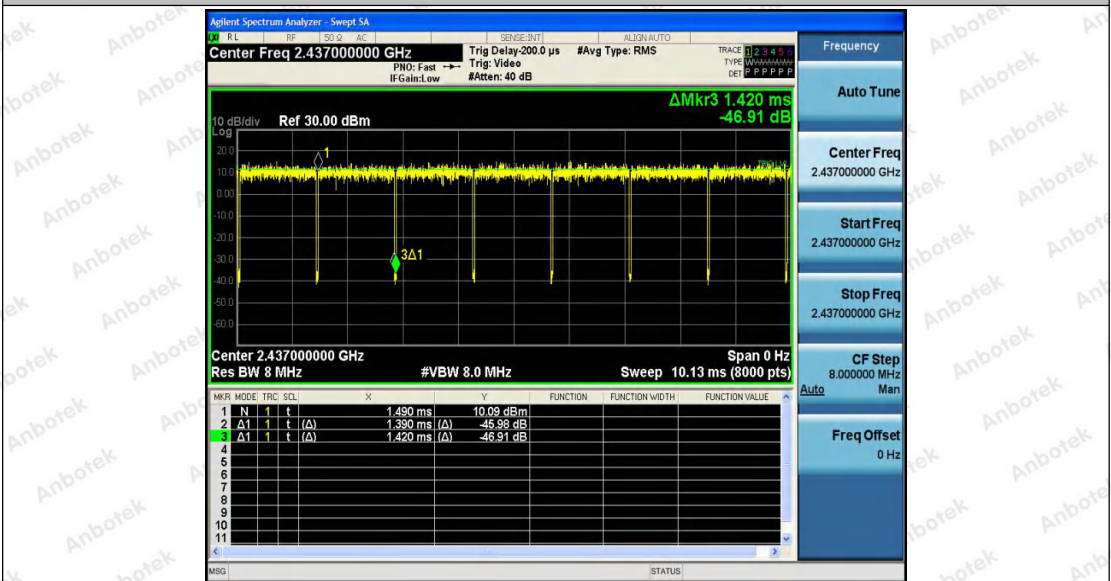 Agilent Spectrum Analyzer - Swept SA
LXI RL RF 50 Ω AC SENSE:INT ALIGN AUTO
Center Freq 2.437000000 GHz
PNO: Fast
IFGain:Low
Trig Delay-200.0 µs
Trig: Video
#Atten: 40 dB
#Avg Type: RMS
TRACE 1 2 3 4 5 6
TYPE W
DET P P P P P P
ΔMkr3 1.420 ms
-46.91 dB
10 dB/div Ref 30.00 dBm
Log
20.0
10.0
0.00
-10.0
-20.0
-30.0
-40.0
-50.0
-60.0
1
3Δ1
Center 2.437000000 GHz Span 0 Hz
Res BW 8 MHz #VBW 8.0 MHz Sweep 10.13 ms (8000 pts)
MKR MODE TRC SCL X Y FUNCTION FUNCTION WIDTH FUNCTION VALUE
1 N 1 t 1.490 ms 10.09 dBm
2 Δ1 1 t (Δ) 1.390 ms (Δ) -45.98 dB
3 Δ1 1 t (Δ) 1.420 ms (Δ) -46.91 dB
4
5
6
7
8
9
10
11
MSG STATUS
Frequency
Auto Tune
Center Freq
2.437000000 GHz
Start Freq
2.437000000 GHz
Stop Freq
2.437000000 GHz
CF Step
8.000000 MHz
Auto Man
Freq Offset
0 Hz
Anbotek